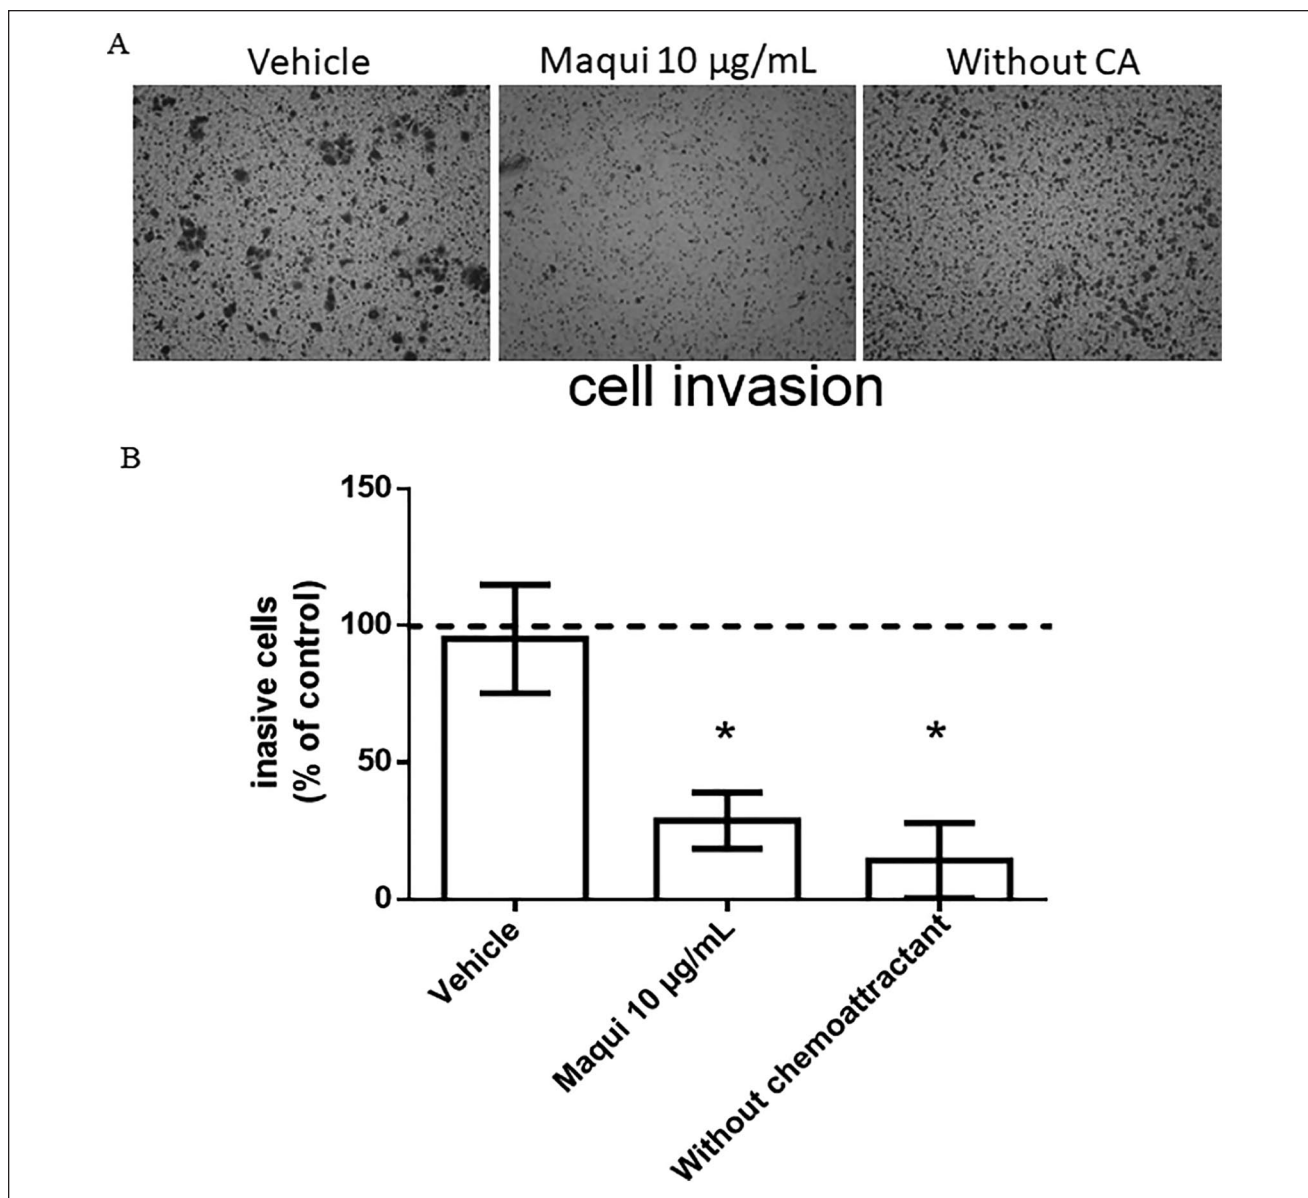 A
Vehicle
Maqui 10 µg/mL
Without CA
cell invasion
B
150
100
50
0
inasive cells
(% of control)
*
*
Vehicle
Maqui 10 µg/mL
Without chemoattractant